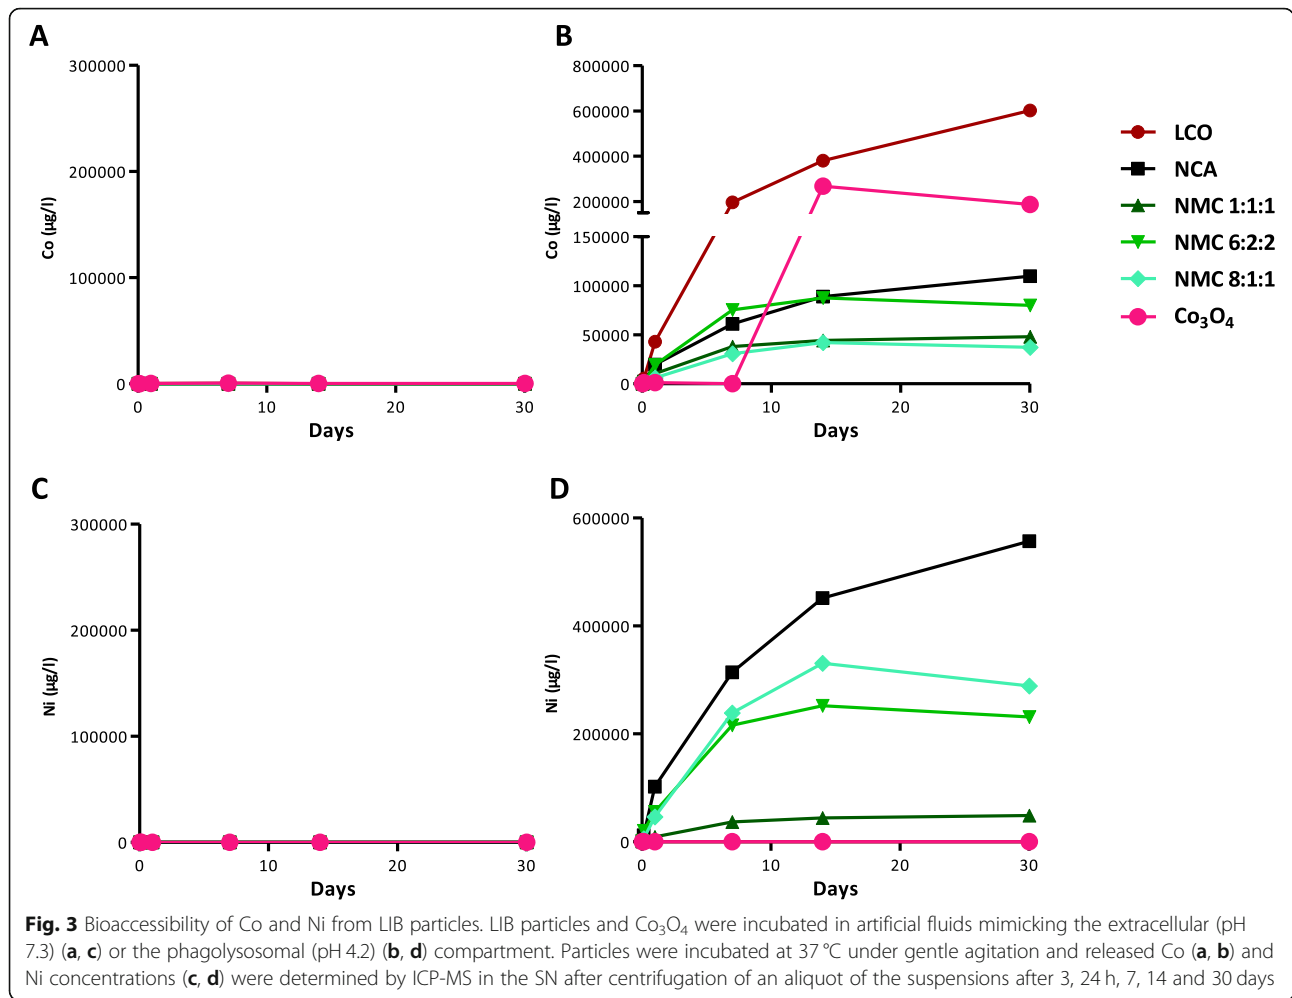 A
300000
200000
100000
0
Co (µg/l)
0 10 20 30
Days
B
800000
600000
400000
200000
150000
100000
50000
0
Co (µg/l)
0 10 20 30
Days
LCO
NCA
NMC 1:1:1
NMC 6:2:2
NMC 8:1:1
Co₃O₄
C
300000
200000
100000
0
Ni (µg/l)
0 10 20 30
Days
D
600000
400000
200000
0
Ni (µg/l)
0 10 20 30
Days
Fig. 3 Bioaccessibility of Co and Ni from LIB particles. LIB particles and Co₃O₄ were incubated in artificial fluids mimicking the extracellular (pH
7.3) (a, c) or the phagolysosomal (pH 4.2) (b, d) compartment. Particles were incubated at 37 °C under gentle agitation and released Co (a, b) and
Ni concentrations (c, d) were determined by ICP-MS in the SN after centrifugation of an aliquot of the suspensions after 3, 24 h, 7, 14 and 30 days